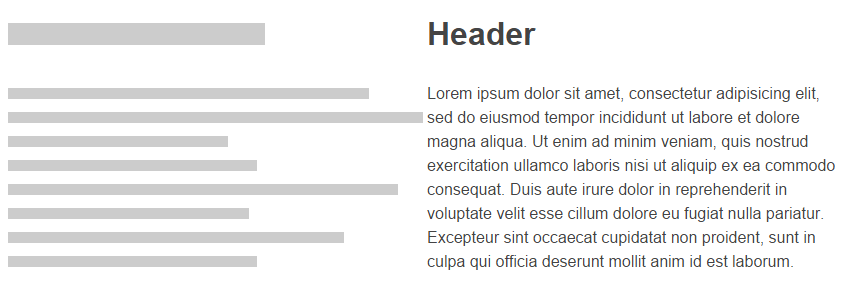 Header
Lorem ipsum dolor sit amet, consectetur adipisicing elit,
sed do eiusmod tempor incididunt ut labore et dolore
magna aliqua. Ut enim ad minim veniam, quis nostrud
exercitation ullamco laboris nisi ut aliquip ex ea commodo
consequat. Duis aute irure dolor in reprehenderit in
voluptate velit esse cillum dolore eu fugiat nulla pariatur.
Excepteur sint occaecat cupidatat non proident, sunt in
culpa qui officia deserunt mollit anim id est laborum.